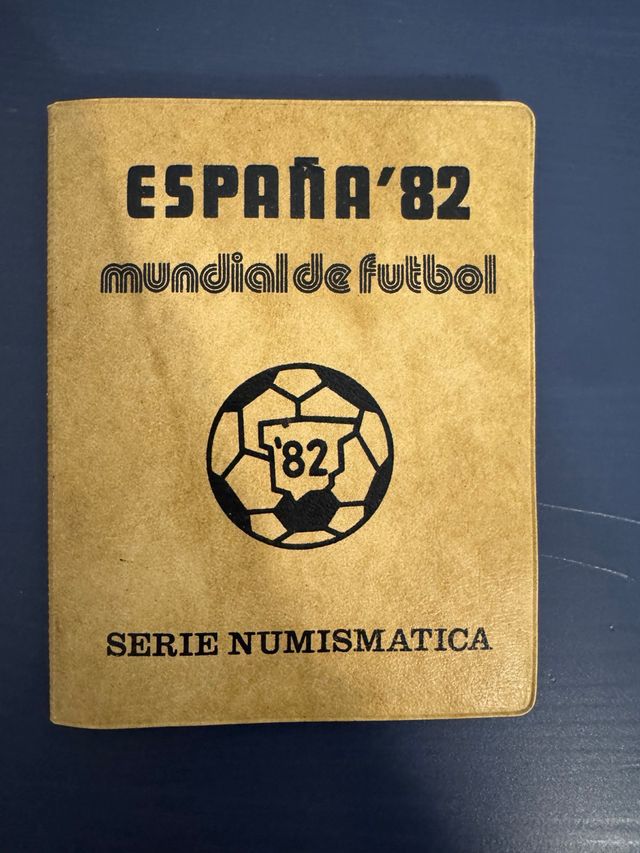 ESPAÑA'82
mundial de futbol
'82
SERIE NUMISMATICA